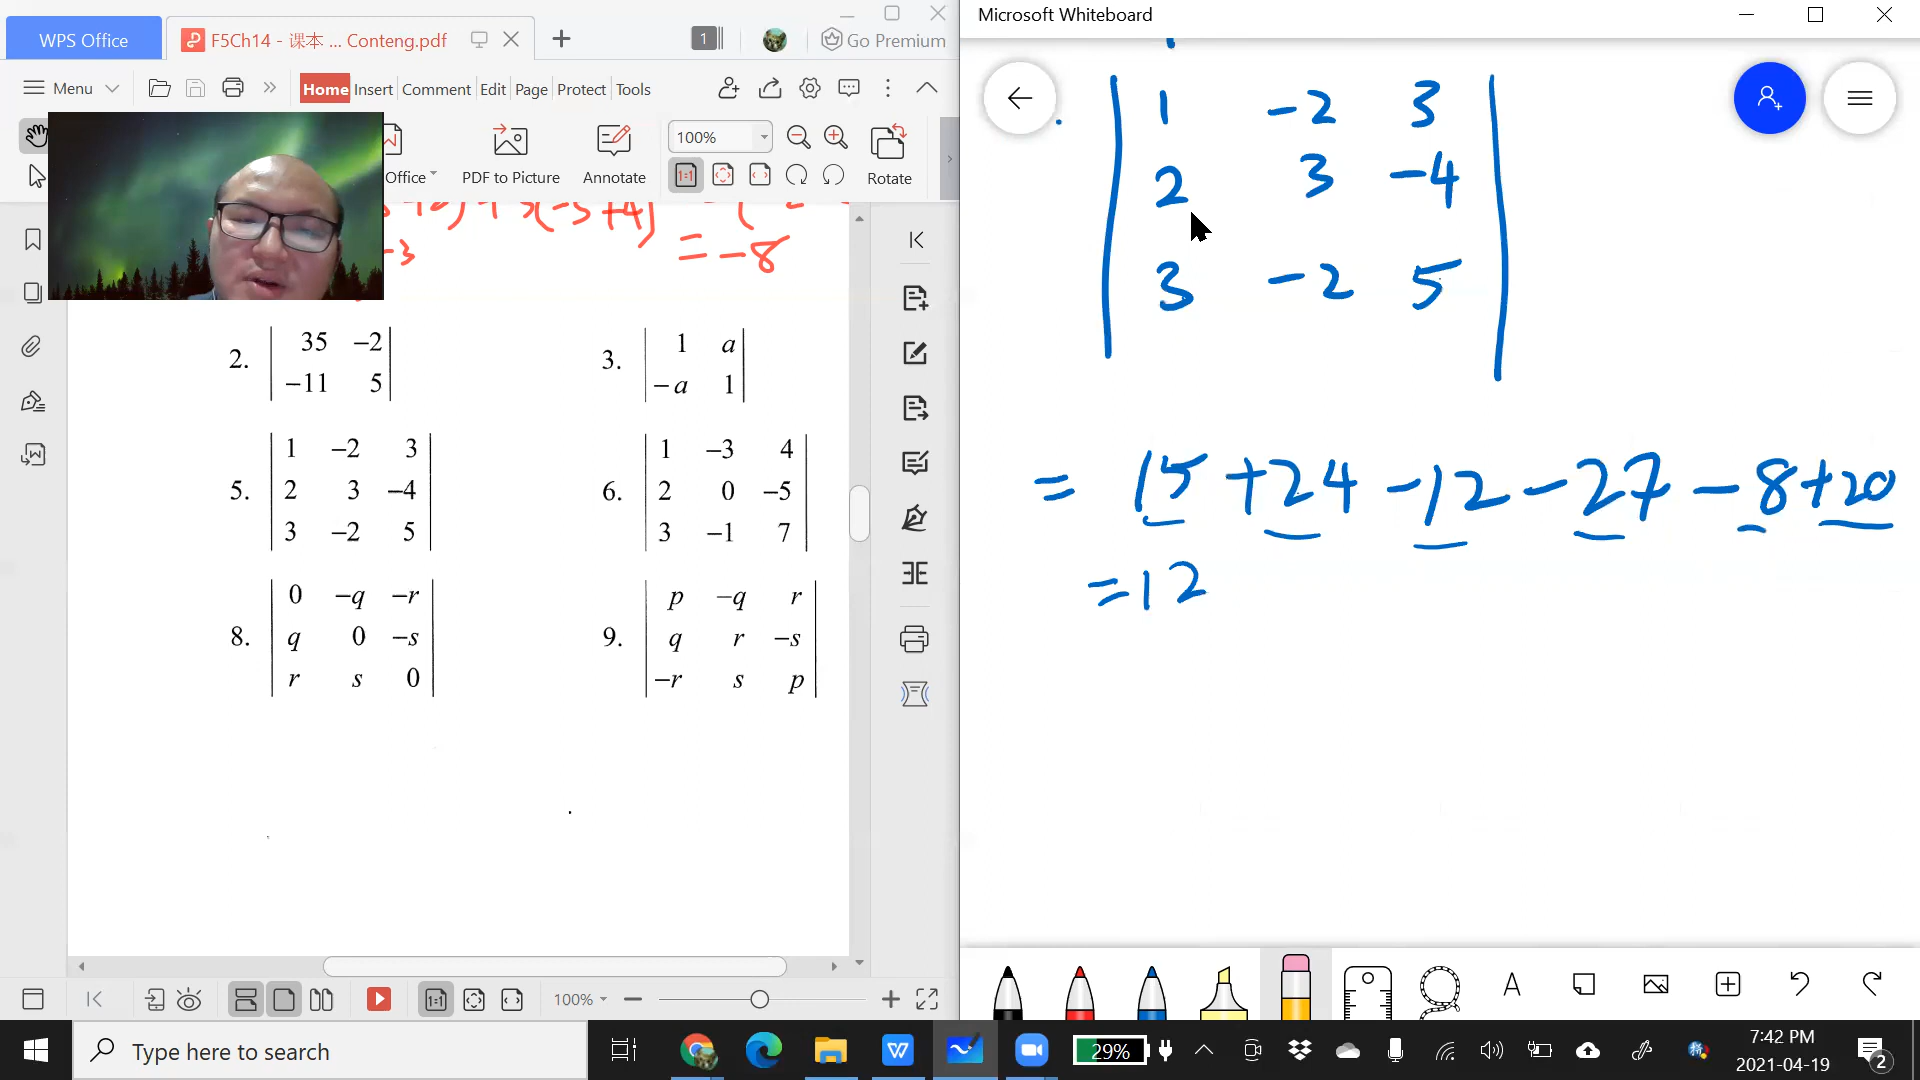 WPS Office
F5Ch14 - 课本 ... Conteng.pdf
1
Go Premium
Menu
Home Insert Comment Edit Page Protect Tools
Office
PDF to Picture
Annotate
100%
Rotate
= -8
-3
2. 35 -2
-11 5
3. 1 a
-a 1
5. 1 -2 3
2 3 -4
3 -2 5
6. 1 -3 4
2 0 -5
3 -1 7
8. 0 -q -r
q 0 -s
r s 0
9. p -q r
q r -s
-r s p
100%
Microsoft Whiteboard
1 -2 3
2 3 -4
3 -2 5
= 15 +24 -12 -27 -8 +20
= 12
Type here to search
29%
7:42 PM
2021-04-19
2